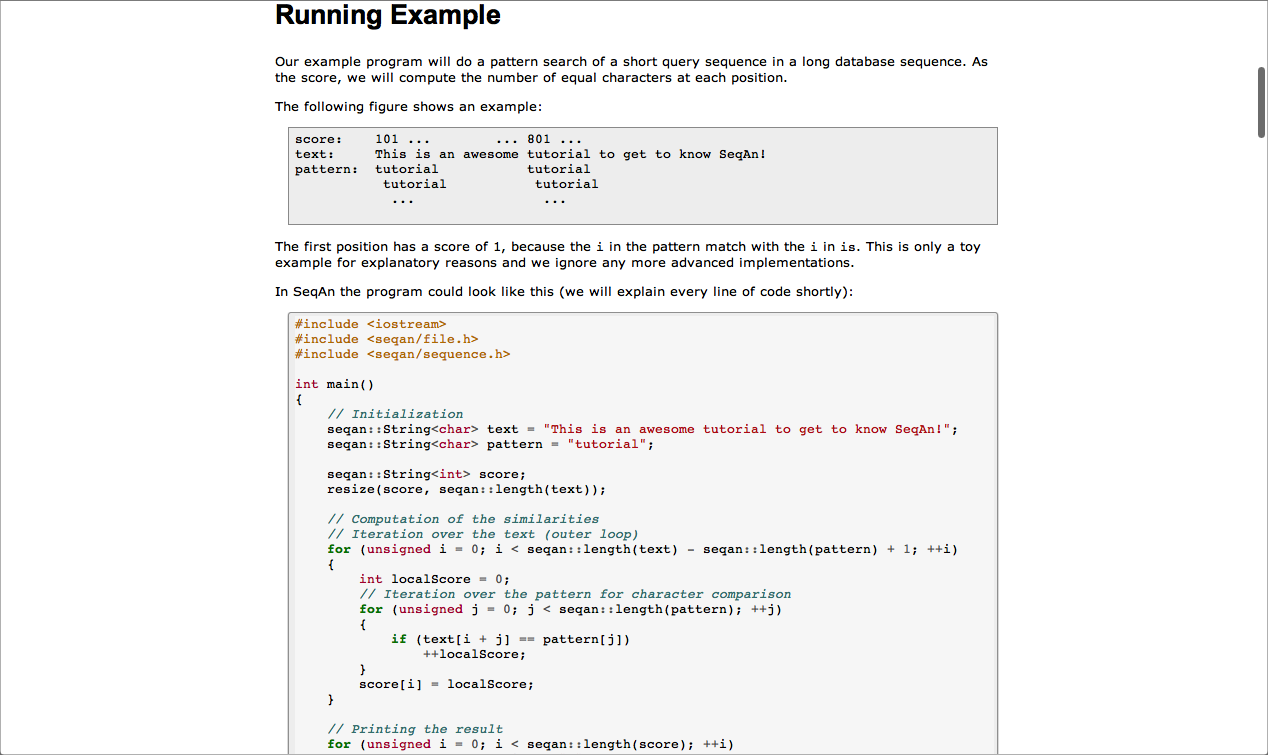 Running Example
Our example program will do a pattern search of a short query sequence in a long database sequence. As
the score, we will compute the number of equal characters at each position.
The following figure shows an example:
score:    101 ...        ... 801 ...
text:     This is an awesome tutorial to get to know SeqAn!
pattern:  tutorial           tutorial
           tutorial           tutorial
            ...                ...
The first position has a score of 1, because the i in the pattern match with the i in is. This is only a toy
example for explanatory reasons and we ignore any more advanced implementations.
In SeqAn the program could look like this (we will explain every line of code shortly):
#include <iostream>
#include <seqan/file.h>
#include <seqan/sequence.h>
int main()
{
    // Initialization
    seqan::String<char> text = "This is an awesome tutorial to get to know SeqAn!";
    seqan::String<char> pattern = "tutorial";
    seqan::String<int> score;
    resize(score, seqan::length(text));
    // Computation of the similarities
    // Iteration over the text (outer loop)
    for (unsigned i = 0; i < seqan::length(text) - seqan::length(pattern) + 1; ++i)
    {
        int localScore = 0;
        // Iteration over the pattern for character comparison
        for (unsigned j = 0; j < seqan::length(pattern); ++j)
        {
            if (text[i + j] == pattern[j])
                ++localScore;
        }
        score[i] = localScore;
    }
    // Printing the result
    for (unsigned i = 0; i < seqan::length(score); ++i)